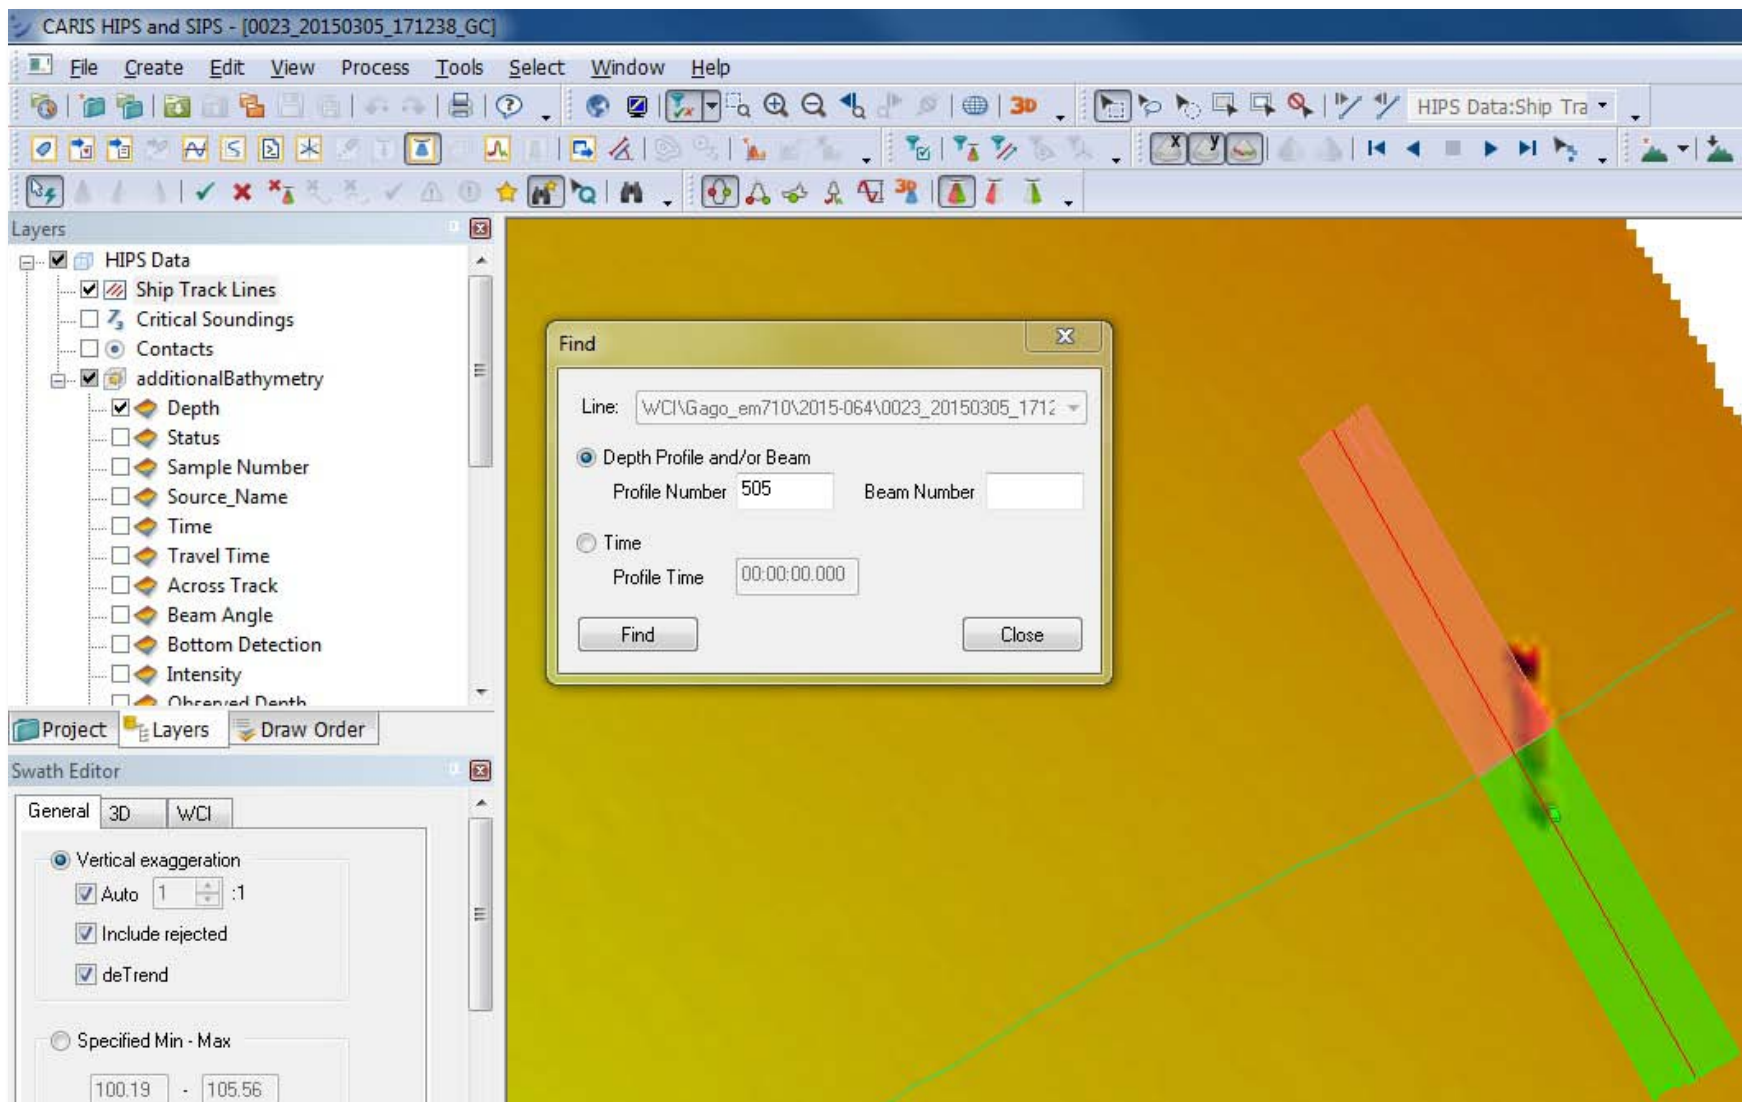 CARIS HIPS and SIPS - [0023_20150305_171238_GC]
File Create Edit View Process Tools Select Window Help
3D HIPS Data:Ship Tra
x y
3D
Layers
HIPS Data
Ship Track Lines
Critical Soundings
Contacts
additionalBathymetry
Depth
Status
Sample Number
Source_Name
Time
Travel Time
Across Track
Beam Angle
Bottom Detection
Intensity
Observed Depth
Project Layers Draw Order
Swath Editor
General 3D WCI
Vertical exaggeration
Auto 1 :1
Include rejected
deTrend
Specified Min - Max
100.19 - 105.56
Find
Line: WCI\Gago_em710\2015-064\0023_20150305_1712
Depth Profile and/or Beam
Profile Number 505 Beam Number
Time
Profile Time 00:00:00.000
Find Close